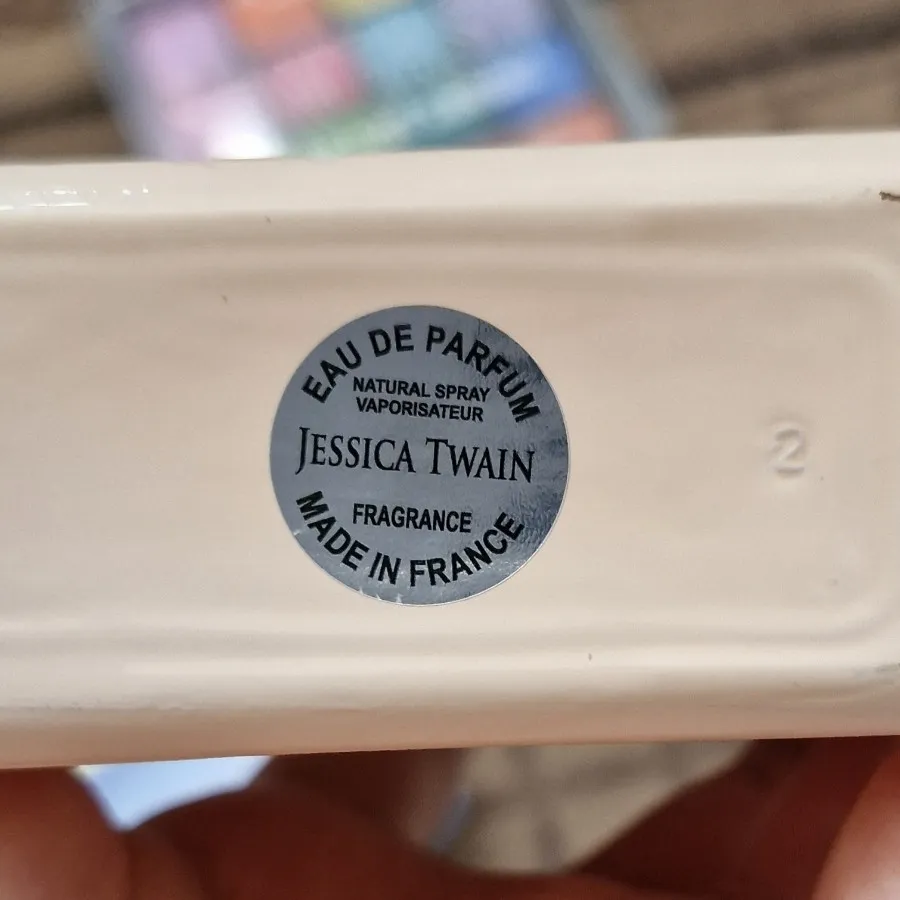 EAU DE PARFUM
NATURAL SPRAY
VAPORISATEUR
JESSICA TWAIN
FRAGRANCE
MADE IN FRANCE
2